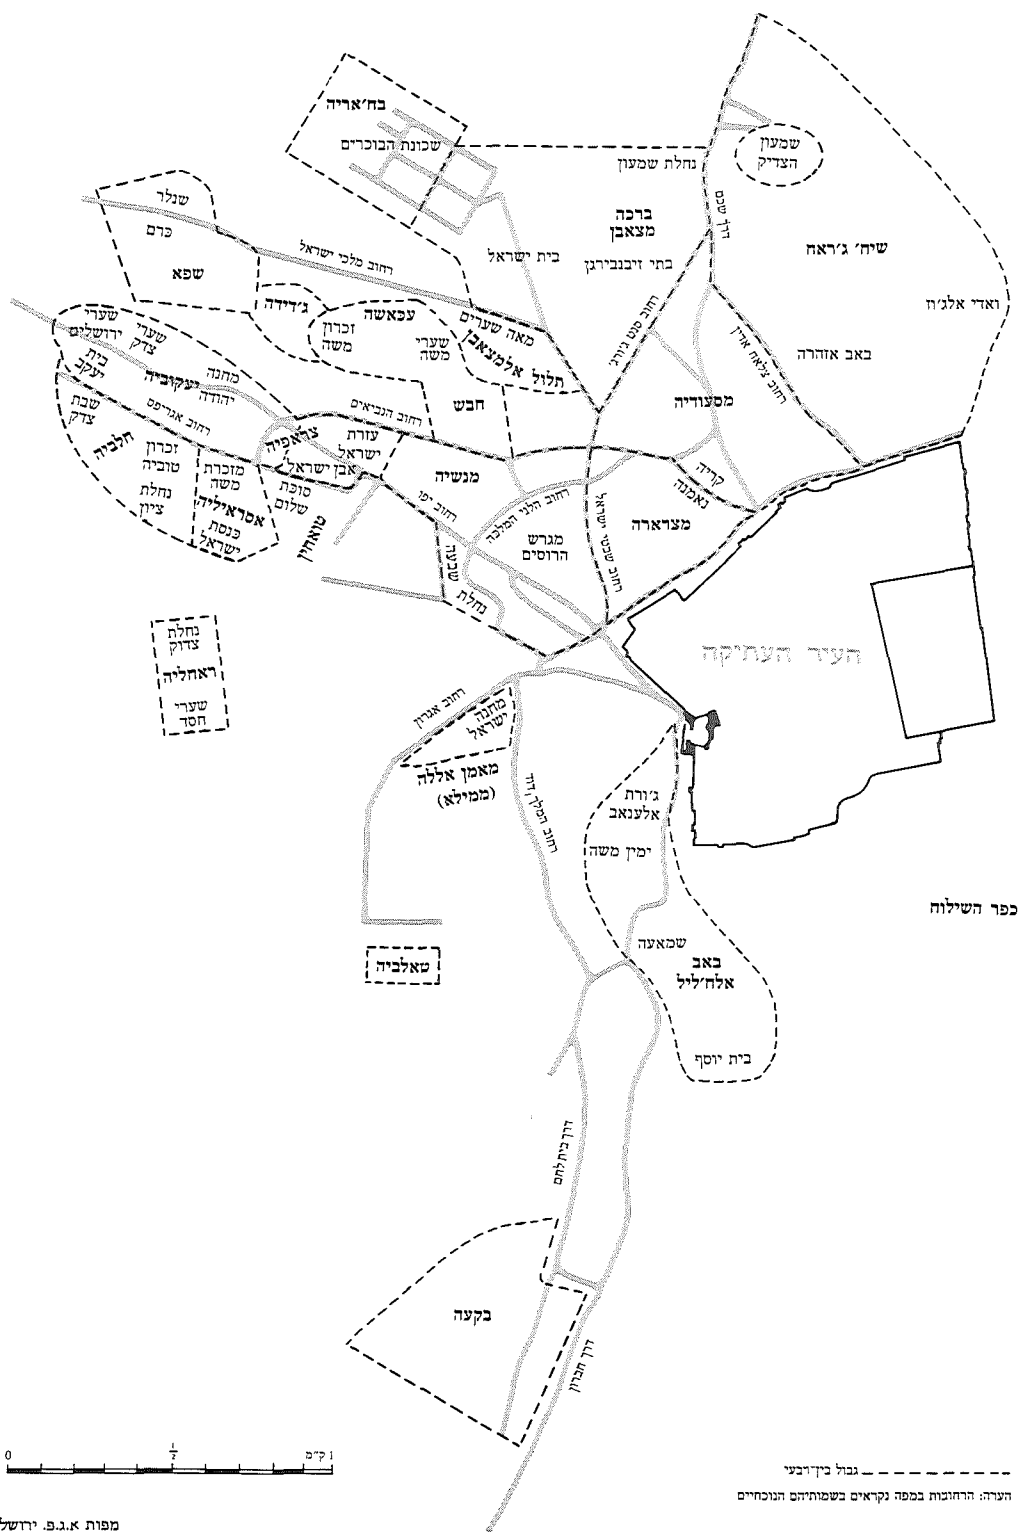 בח'אריה
שכונת הבוכרים
שמעון
הצדיק
נחלת שמעון
שנלר
כרם
שפא
ברכה
מצאבן
דרך שכם
שיח' ג'ראח
רחוב מלכי ישראל
בית ישראל
בתי זיבנבירגן
ואדי אלג'וז
ג'דידה
עכאשה
זכרון
משה
שערי
משה
מאה שערים
תלול אלמצאבן
רחוב סנט ג'ורג'
רחוב צלאח אדין
באב אזהרה
שערי
ירושלים
שערי
צדק
בית
יעקב
מחנה
יהודה
יעקוביה
רחוב אגריפס
רחוב הנביאים
חבש
מסעודיה
שבת
צדק
חלביה
זכרון
טוביה
נחלת
ציון
מזכרת
משה
אסראיליה
כנסת
ישראל
צראפיה
עזרת
ישראל
אבן ישראל
סוכת
שלום
טואחין
מנשיה
רחוב יפו
רחוב הלני המלכה
מגרש
הרוסים
רחוב שבטי ישראל
קריה
נאמנה
מצרארה
נחלת
שבעה
העיר העתיקה
נחלת
צדוק
ראחליה
שערי
חסד
רחוב אגרון
מחנה
ישראל
מאמן אללה
(ממילא)
רחוב המלך דוד
ג'ורת
אלענאב
ימין משה
כפר השילוח
שמאעה
באב
אלח'ליל
טאלביה
בית יוסף
דרך בית לחם
בקעה
דרך חברון
0
½
1 ק"מ
גבול בין-רבעי
הערה: הרחובות במפה נקראים בשמותיהם הנוכחיים
מפות א.ג.פ. ירושל